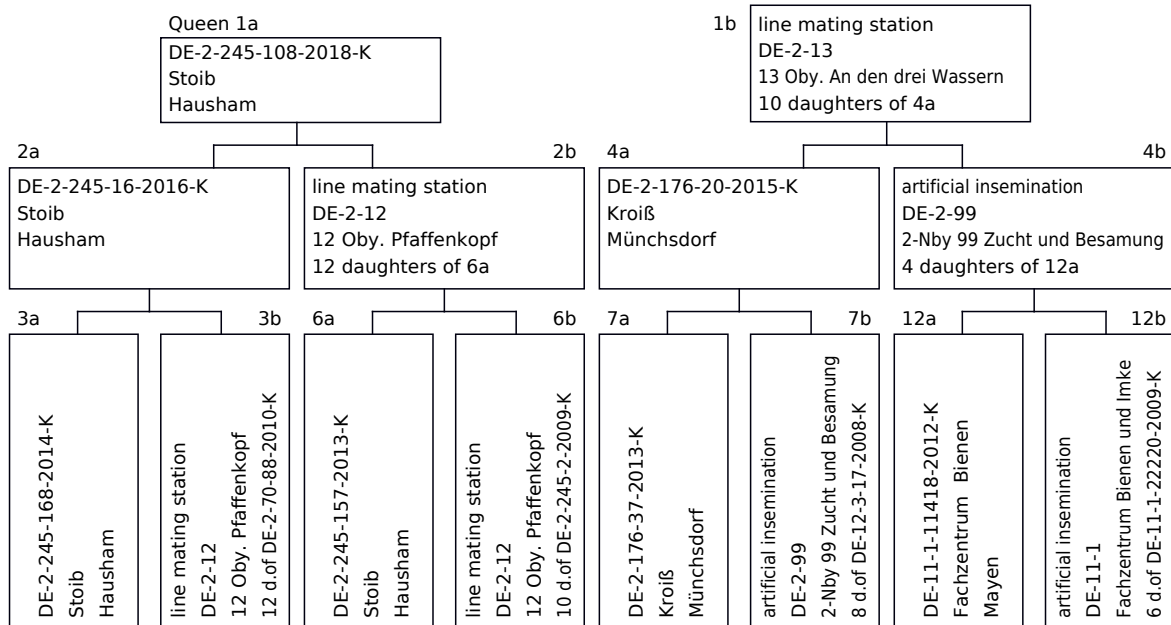 Queen 1a
DE-2-245-108-2018-K
Stoib
Hausham
1b
line mating station
DE-2-13
13 Oby. An den drei Wassern
10 daughters of 4a
2a
DE-2-245-16-2016-K
Stoib
Hausham
2b
line mating station
DE-2-12
12 Oby. Pfaffenkopf
12 daughters of 6a
4a
DE-2-176-20-2015-K
Kroiß
Münchsdorf
4b
artificial insemination
DE-2-99
2-Nby 99 Zucht und Besamung
4 daughters of 12a
3a
DE-2-245-168-2014-K
Stoib
Hausham
3b
line mating station
DE-2-12
12 Oby. Pfaffenkopf
12 d.of DE-2-70-88-2010-K
6a
DE-2-245-157-2013-K
Stoib
Hausham
6b
line mating station
DE-2-12
12 Oby. Pfaffenkopf
10 d.of DE-2-245-2-2009-K
7a
DE-2-176-37-2013-K
Kroiß
Münchsdorf
7b
artificial insemination
DE-2-99
2-Nby 99 Zucht und Besamung
8 d.of DE-12-3-17-2008-K
12a
DE-11-1-11418-2012-K
Fachzentrum Bienen
Mayen
12b
artificial insemination
DE-11-1
Fachzentrum Bienen und Imke
6 d.of DE-11-1-22220-2009-K